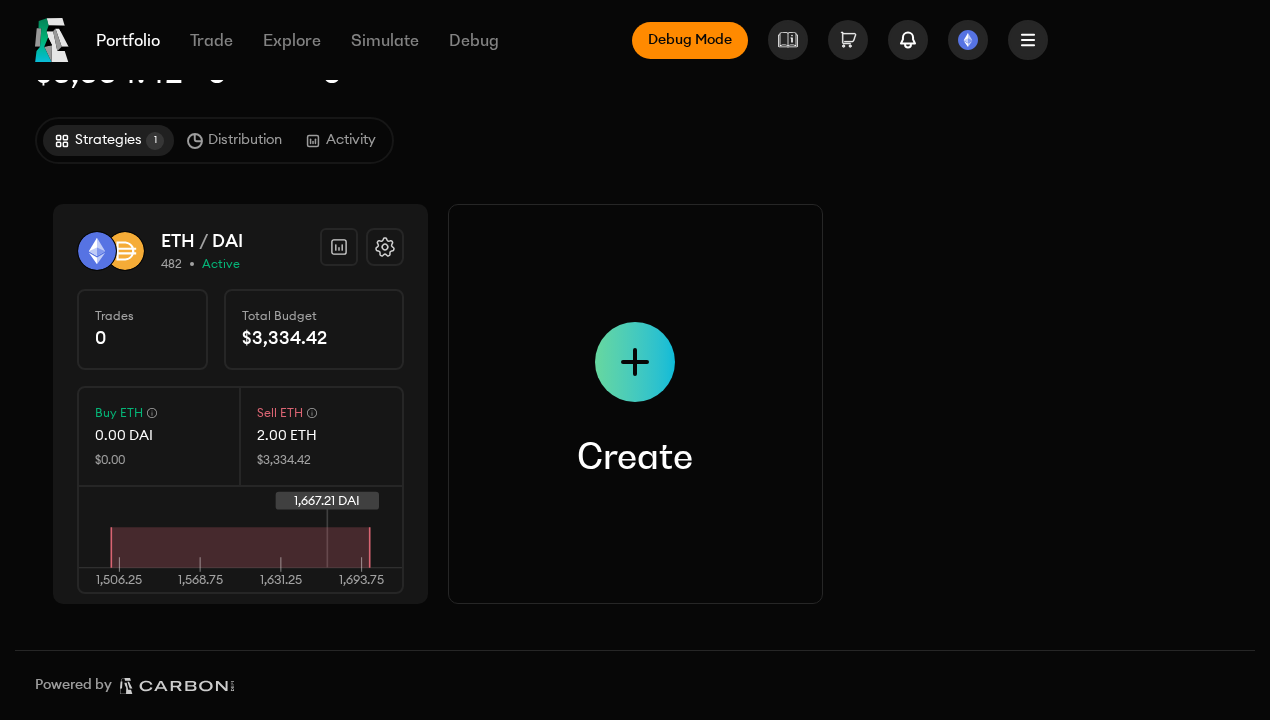 Portfolio Trade Explore Simulate Debug Debug Mode
Strategies 1 Distribution Activity
ETH / DAI
482 • Active
Trades
0
Total Budget
$3,334.42
Buy ETH
0.00 DAI
$0.00
Sell ETH
2.00 ETH
$3,334.42
1,667.21 DAI
1,506.25 1,568.75 1,631.25 1,693.75
Create
Powered by CARBON